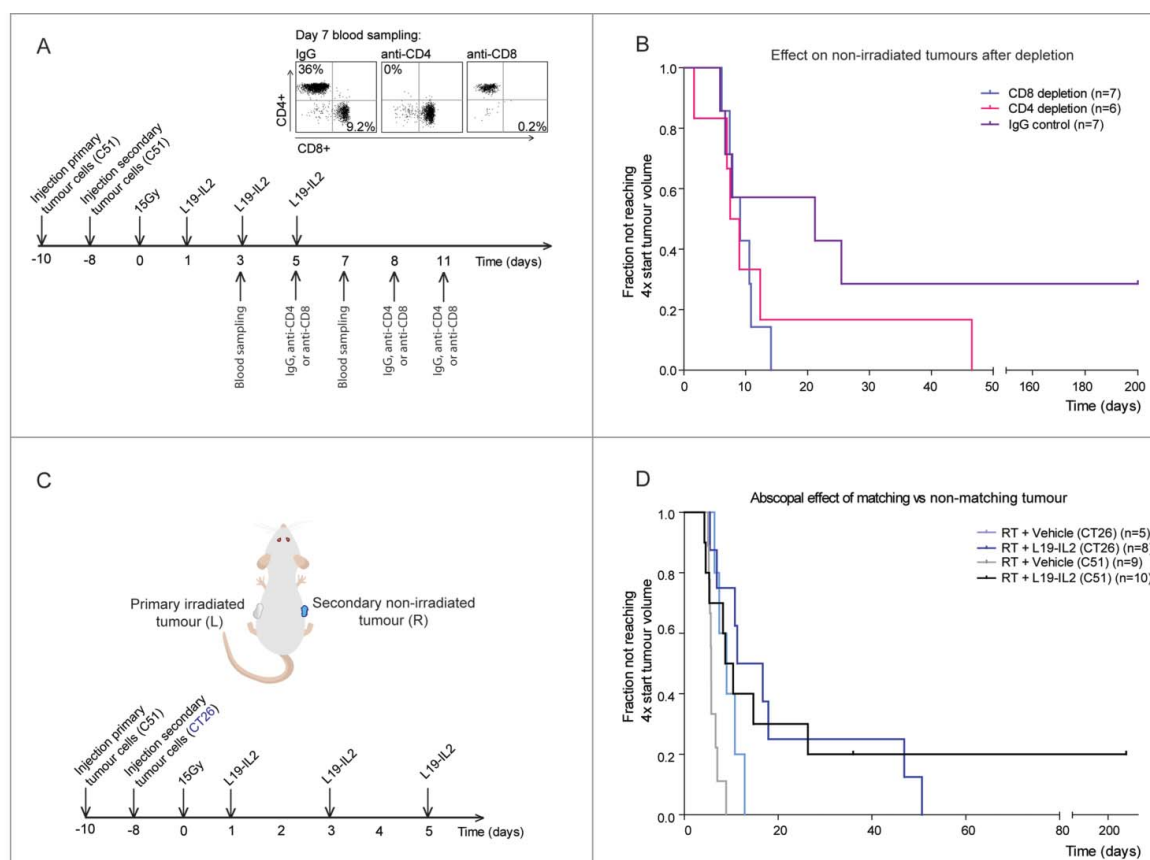 A
Day 7 blood sampling:
IgG
anti-CD4
anti-CD8
36%
0%
9.2%
0.2%
CD4+
CD8+
Injection primary
tumour cells (C51)
Injection secondary
tumour cells (C51)
15Gy
L19-IL2
L19-IL2
L19-IL2
-10
-8
0
1
3
5
7
8
11
Time (days)
Blood sampling
IgG, anti-CD4
or anti-CD8
Blood sampling
IgG, anti-CD4
or anti-CD8
IgG, anti-CD4
or anti-CD8
B
Effect on non-irradiated tumours after depletion
CD8 depletion (n=7)
CD4 depletion (n=6)
IgG control (n=7)
Fraction not reaching
4x start tumour volume
1.0
0.8
0.6
0.4
0.2
0.0
0
10
20
30
40
50
160
180
200
Time (days)
C
Primary irradiated
tumour (L)
Secondary non-irradiated
tumour (R)
Injection primary
tumour cells (C51)
Injection secondary
tumour cells (CT26)
15Gy
L19-IL2
L19-IL2
L19-IL2
-10
-8
0
1
2
3
4
5
Time (days)
D
Abscopal effect of matching vs non-matching tumour
RT + Vehicle (CT26) (n=5)
RT + L19-IL2 (CT26) (n=8)
RT + Vehicle (C51) (n=9)
RT + L19-IL2 (C51) (n=10)
Fraction not reaching
4x start tumour volume
1.0
0.8
0.6
0.4
0.2
0.0
0
20
40
60
80
200
Time (days)